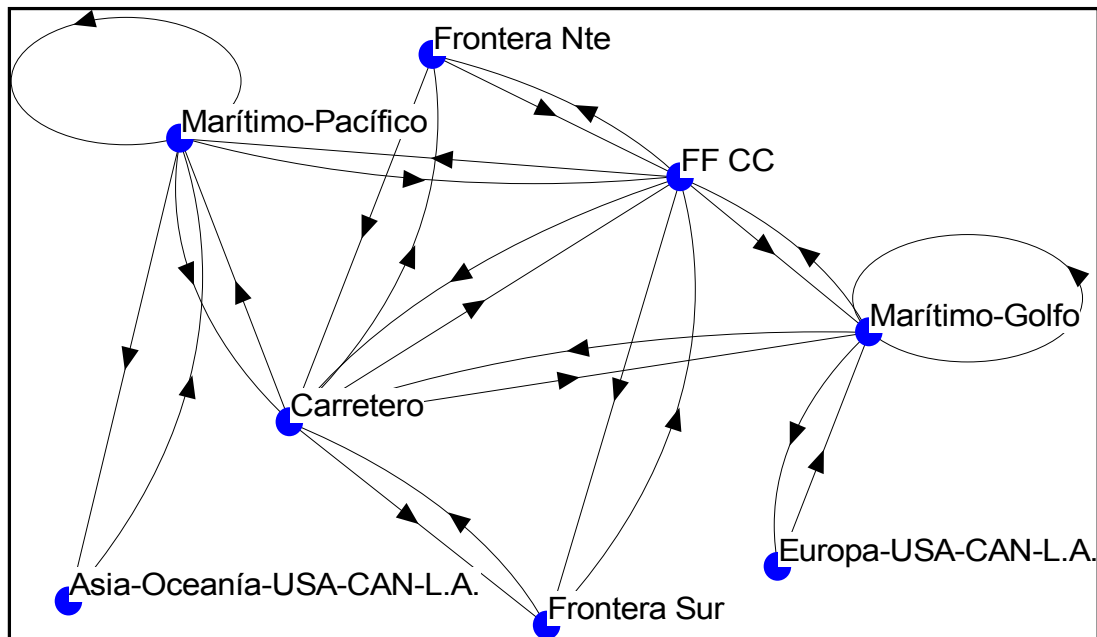 Frontera Nte
Marítimo-Pacífico
FF CC
Marítimo-Golfo
Carretero
Europa-USA-CAN-L.A.
Asia-Oceanía-USA-CAN-L.A.
Frontera Sur